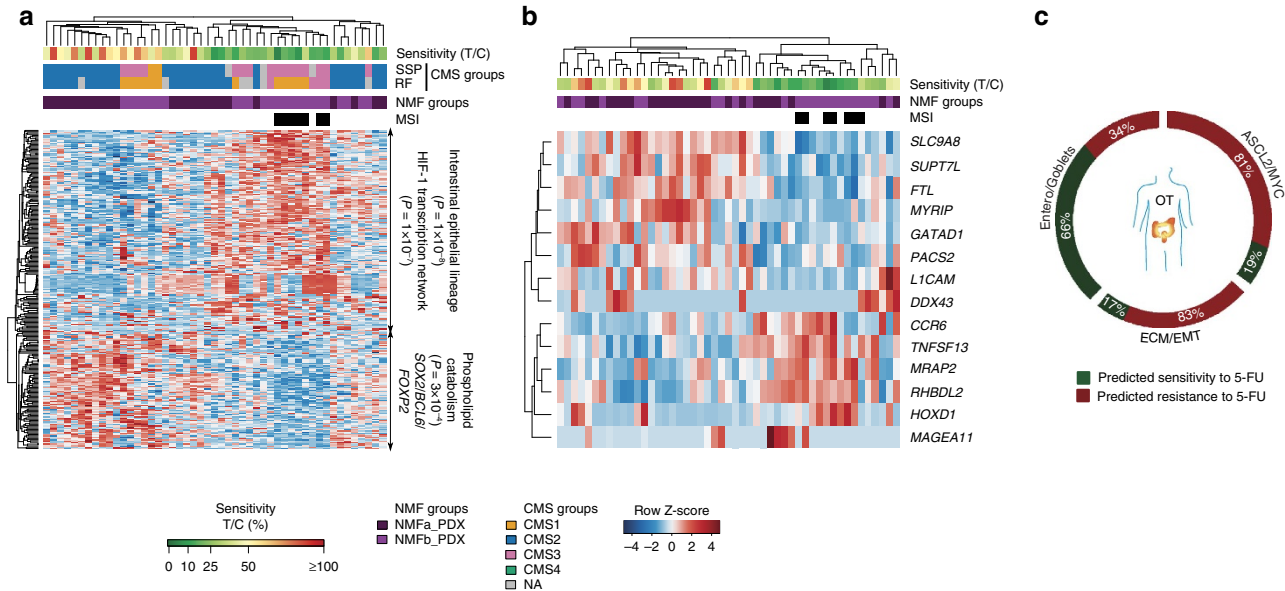 a
Sensitivity (T/C)
SSP
RF
CMS groups
NMF groups
MSI
Intenstinal epithelial lineage
(P = 1×10⁻⁹)
HIF-1 transcription network
(P = 1×10⁻⁷)
Phospholipid
catabolism
(P = 3×10⁻⁴)
SOX2/BCL6/
FOXP2
b
Sensitivity (T/C)
NMF groups
MSI
SLC9A8
SUPT7L
FTL
MYRIP
GATAD1
PACS2
L1CAM
DDX43
CCR6
TNFSF13
MRAP2
RHBDL2
HOXD1
MAGEA11
c
34%
81%
ASCL2/MYC
Entero/Goblets
66%
OT
19%
17%
83%
ECM/EMT
Predicted sensitivity to 5-FU
Predicted resistance to 5-FU
Sensitivity
T/C (%)
0 10 25 50 ≥100
NMF groups
NMFa_PDX
NMFb_PDX
CMS groups
CMS1
CMS2
CMS3
CMS4
NA
Row Z-score
−4 −2 0 2 4